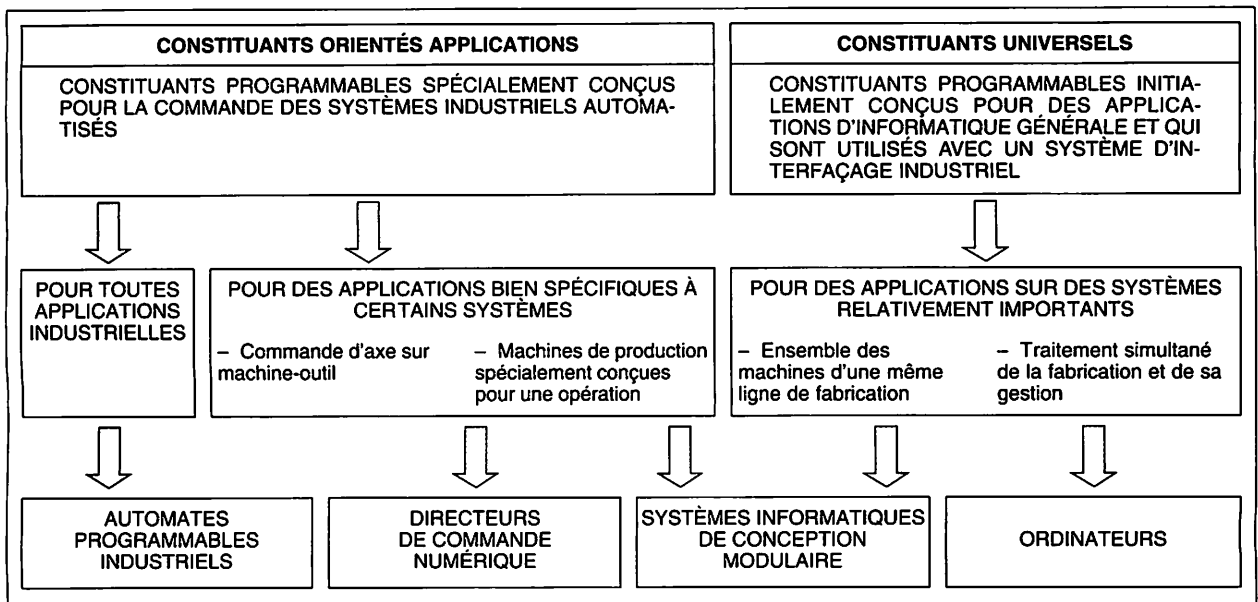 CONSTITUANTS ORIENTÉS APPLICATIONS
CONSTITUANTS PROGRAMMABLES SPÉCIALEMENT CONÇUS
POUR LA COMMANDE DES SYSTÈMES INDUSTRIELS AUTOMA-
TISÉS
CONSTITUANTS UNIVERSELS
CONSTITUANTS PROGRAMMABLES INITIA-
LEMENT CONÇUS POUR DES APPLICA-
TIONS D'INFORMATIQUE GÉNÉRALE ET QUI
SONT UTILISÉS AVEC UN SYSTÈME D'IN-
TERFAÇAGE INDUSTRIEL
POUR TOUTES
APPLICATIONS
INDUSTRIELLES
POUR DES APPLICATIONS BIEN SPÉCIFIQUES À
CERTAINS SYSTÈMES
– Commande d'axe sur
machine-outil
– Machines de production
spécialement conçues
pour une opération
POUR DES APPLICATIONS SUR DES SYSTÈMES
RELATIVEMENT IMPORTANTS
– Ensemble des
machines d'une même
ligne de fabrication
– Traitement simultané
de la fabrication et de sa
gestion
AUTOMATES
PROGRAMMABLES
INDUSTRIELS
DIRECTEURS
DE COMMANDE
NUMÉRIQUE
SYSTÈMES INFORMATIQUES
DE CONCEPTION
MODULAIRE
ORDINATEURS